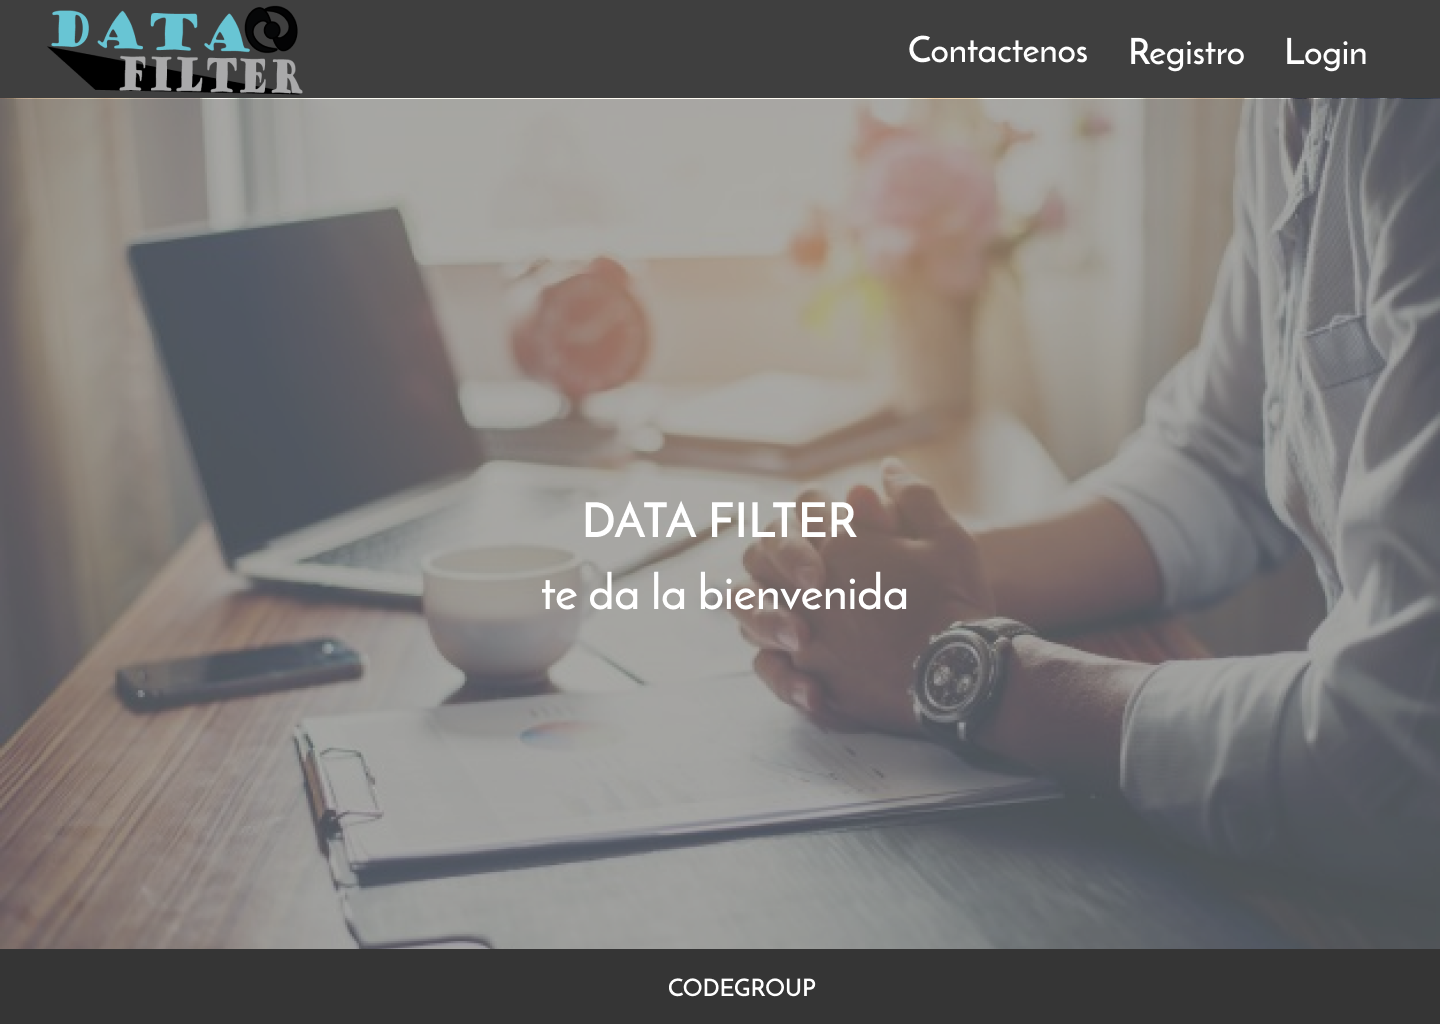 DATA
FILTER
Contactenos
Registro
Login
DATA FILTER
te da la bienvenida
CODEGROUP